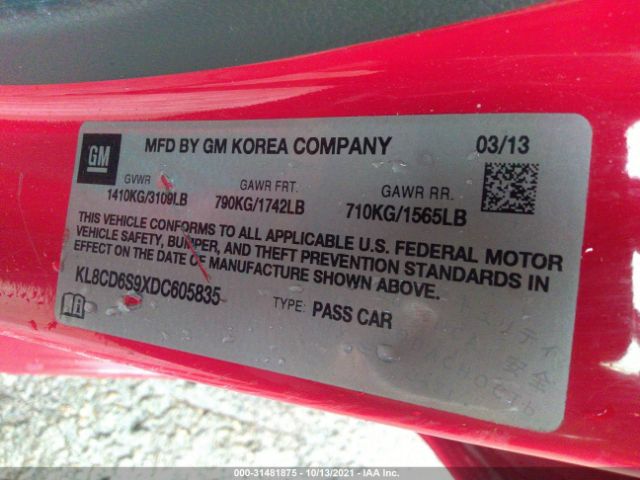 GM
MFD BY GM KOREA COMPANY 03/13
GVWR GAWR FRT. GAWR RR.
1410KG/3109LB 790KG/1742LB 710KG/1565LB
THIS VEHICLE CONFORMS TO ALL APPLICABLE U.S. FEDERAL MOTOR
VEHICLE SAFETY, BUMPER, AND THEFT PREVENTION STANDARDS IN
EFFECT ON THE DATE OF MANUFACTURE SHOWN ABOVE.
KL8CD6S9XDC605835
TYPE: PASS CAR
000-31481875 - 10/13/2021 - IAA Inc.